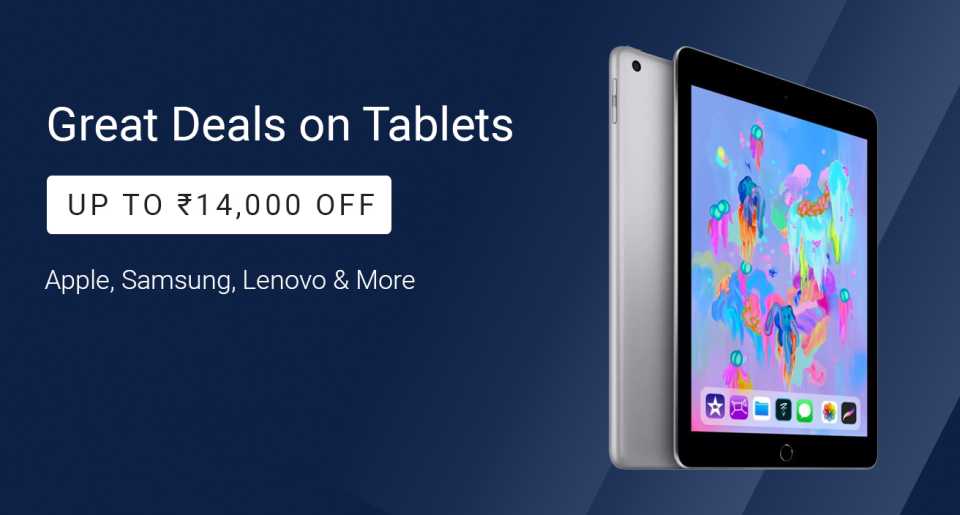 Great Deals on Tablets
UP TO ₹14,000 OFF
Apple, Samsung, Lenovo & More